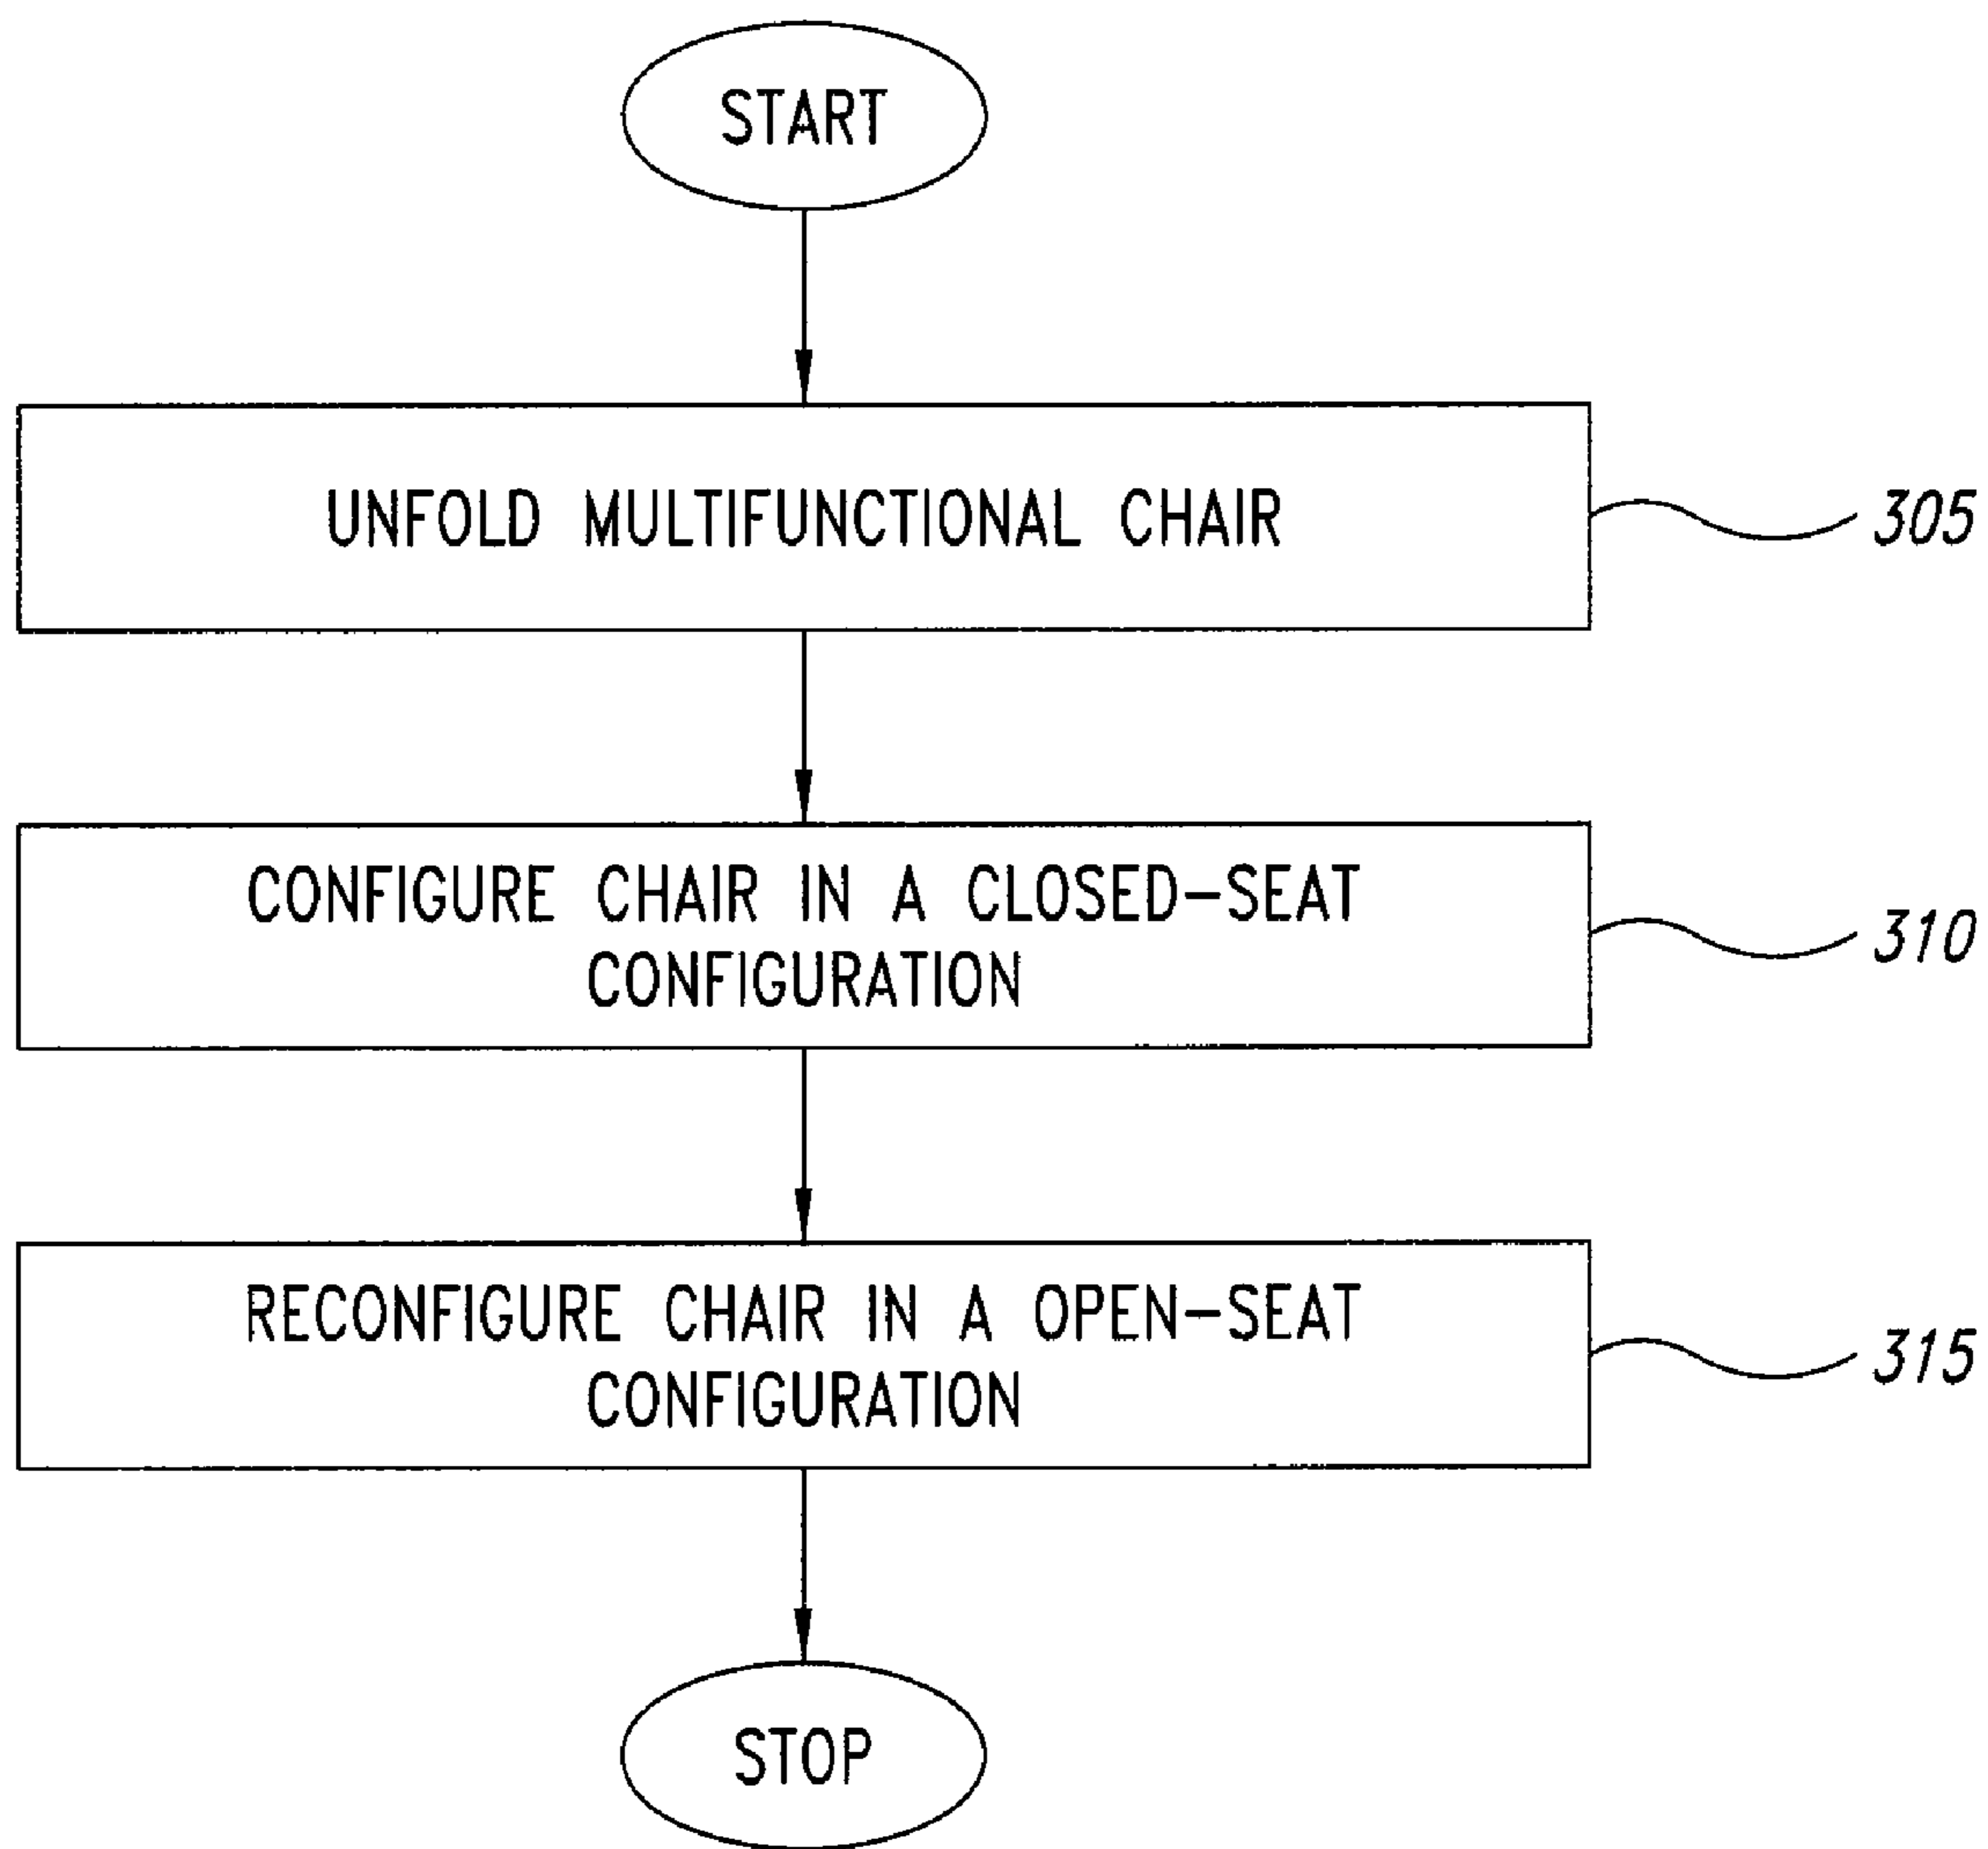 START
UNFOLD MULTIFUNCTIONAL CHAIR
305
CONFIGURE CHAIR IN A CLOSED-SEAT
CONFIGURATION
310
RECONFIGURE CHAIR IN A OPEN-SEAT
CONFIGURATION
315
STOP